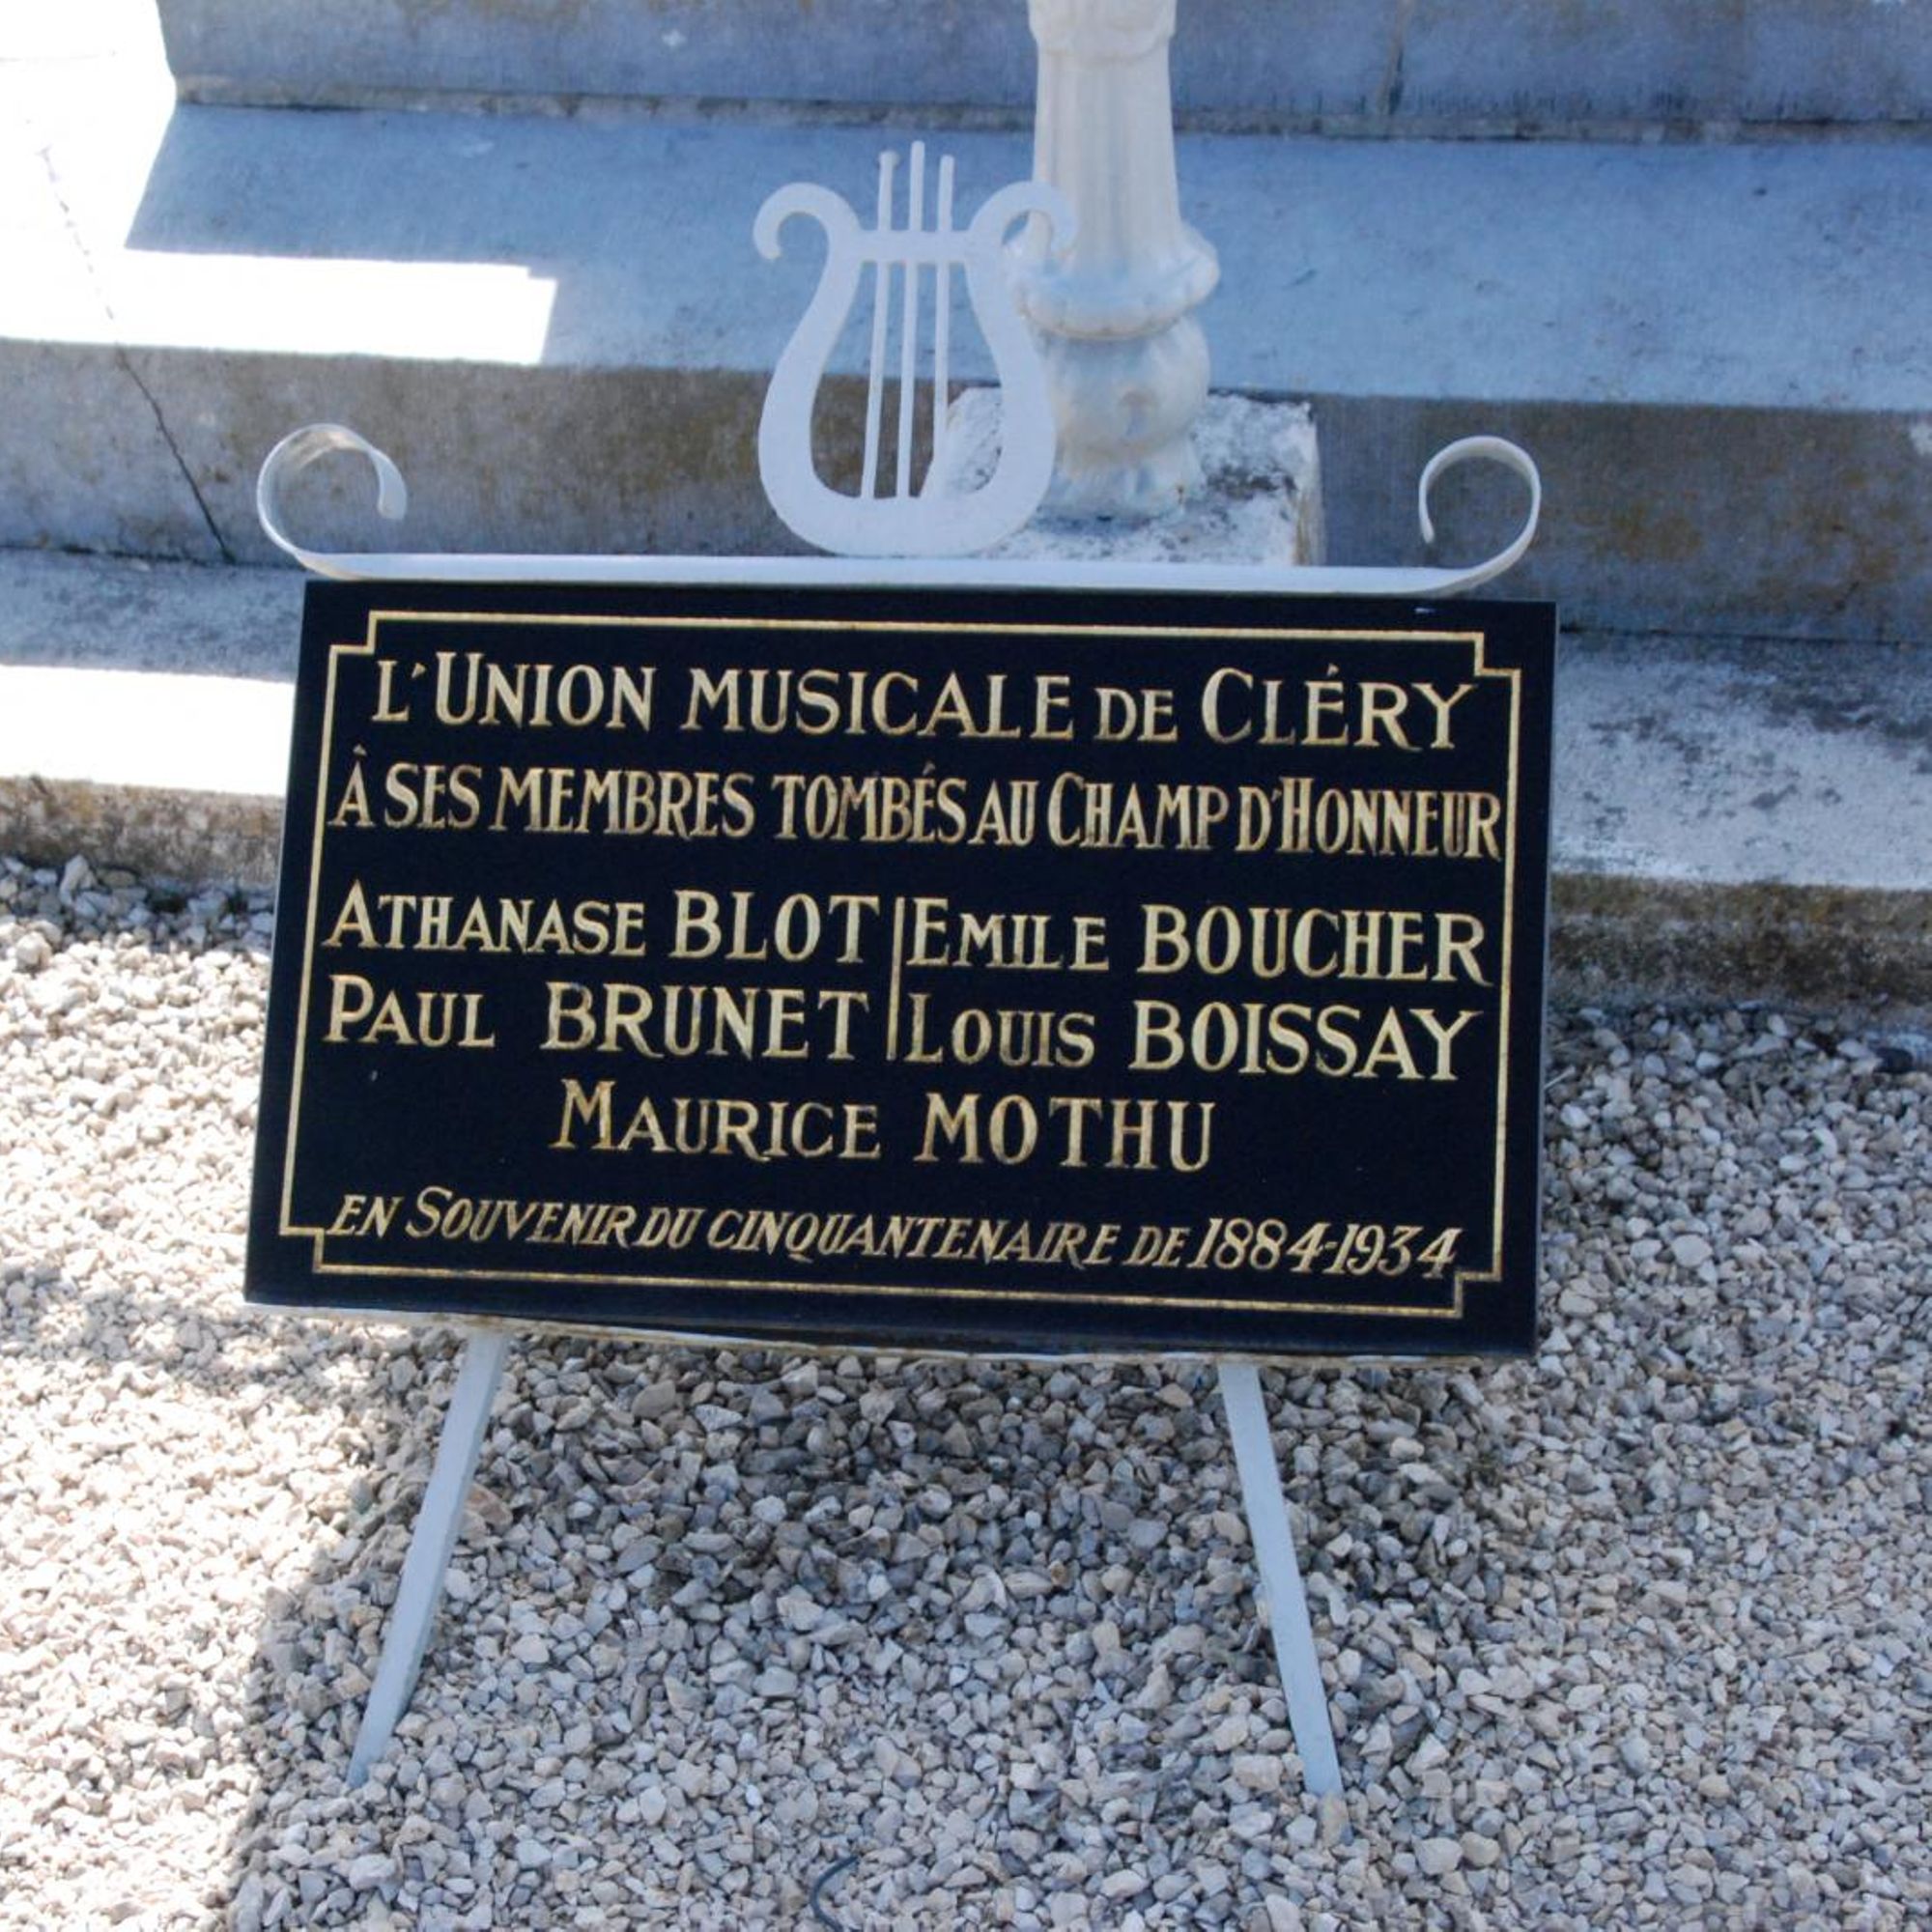 L'UNION MUSICALE DE CLÉRY
Â SES MEMBRES TOMBÉS AU CHAMP D'HONNEUR
ATHANASE BLOT | EMILE BOUCHER
PAUL BRUNET | LOUIS BOISSAY
MAURICE MOTHU
EN SOUVENIR DU CINQUANTENAIRE DE 1884-1934